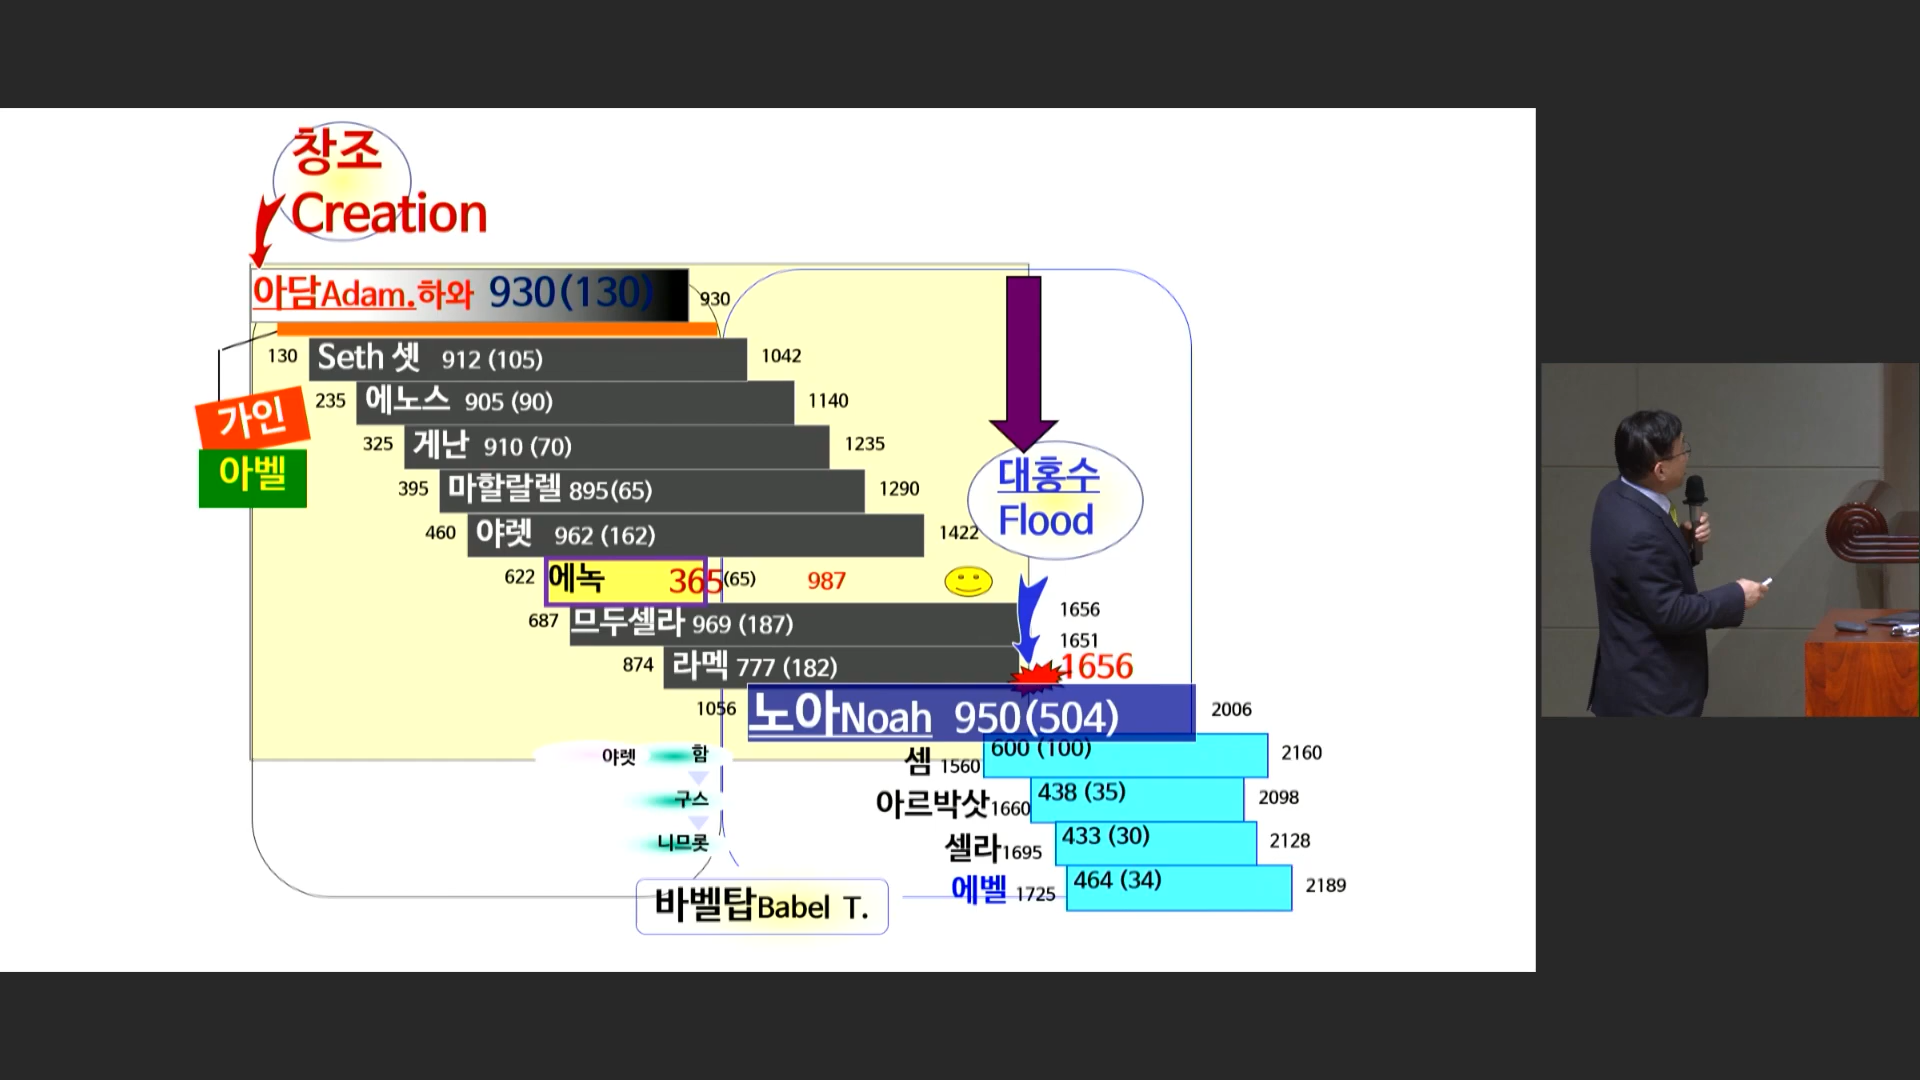 창조
Creation
아담Adam.하와 930(130) 930
130 Seth 셋 912 (105) 1042
가인
235 에노스 905 (90) 1140
325 게난 910 (70) 1235
아벨
395 마할랄렐 895(65) 1290
대홍수
Flood
460 야렛 962 (162) 1422
622 에녹 365(65) 987
687 므두셀라 969 (187) 1656
1651
874 라멕 777 (182) 1656
1056 노아Noah 950(504) 2006
야렛 함
셈 1560 600 (100) 2160
구스
아르박삿1660 438 (35) 2098
니므롯
셀라1695 433 (30) 2128
에벨 1725 464 (34) 2189
바벨탑Babel T.